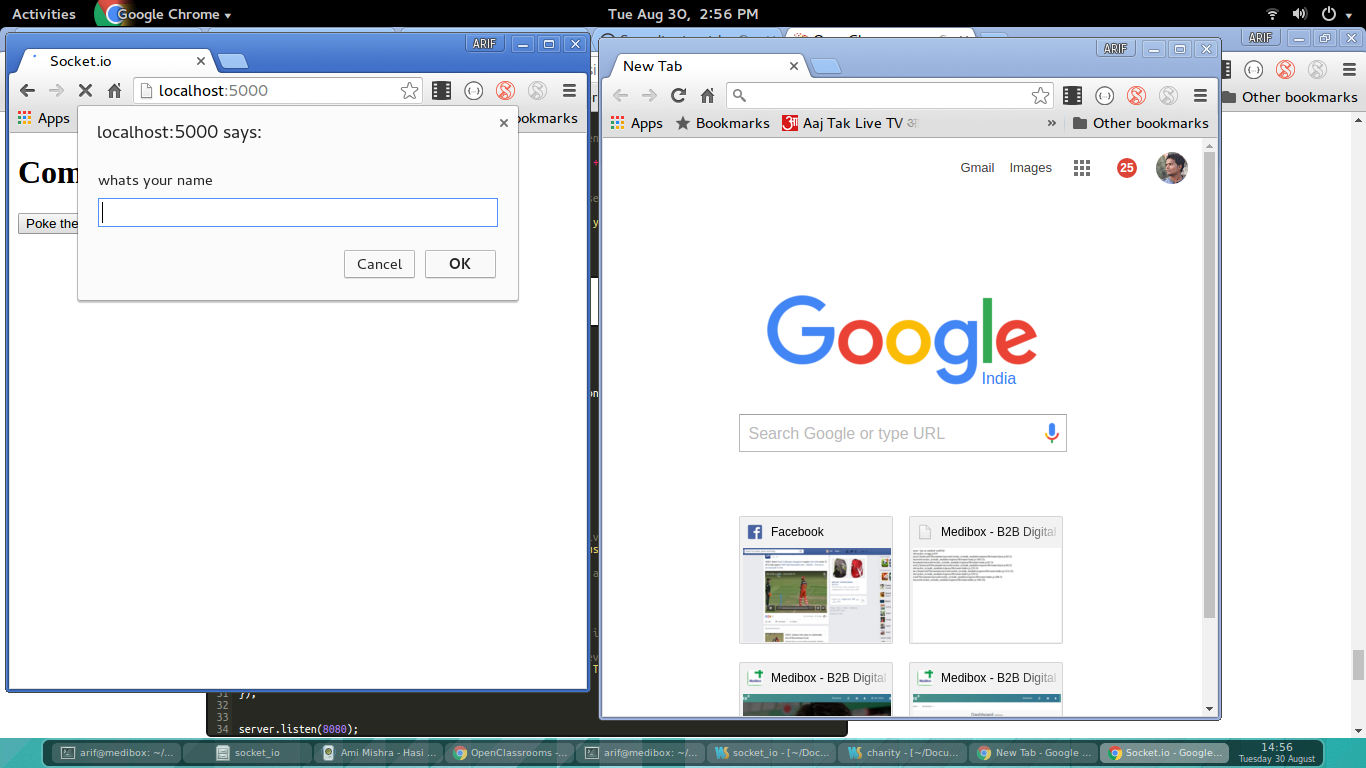 Activities
Google Chrome
Tue Aug 30, 2:56 PM
ARIF
Socket.io
localhost:5000
Apps
ookmarks
localhost:5000 says:
whats your name
Cancel
OK
Com
Poke the
ARIF
New Tab
Apps
Bookmarks
Aaj Tak Live TV
»
Other bookmarks
Gmail
Images
25
Google
India
Search Google or type URL
Facebook
Medibox - B2B Digital
Medibox - B2B Digital
Medibox - B2B Digital
ARIF
Other bookmarks
31 });
32
33
34 server.listen(8080);
arif@medibox: ~/...
socket_io
Ami Mishra - Hasi ...
OpenClassrooms -...
arif@medibox: ~/...
socket_io - [~/Doc...
charity - [~/Docu...
New Tab - Google ...
Socket.io - Google...
14:56
Tuesday 30 August